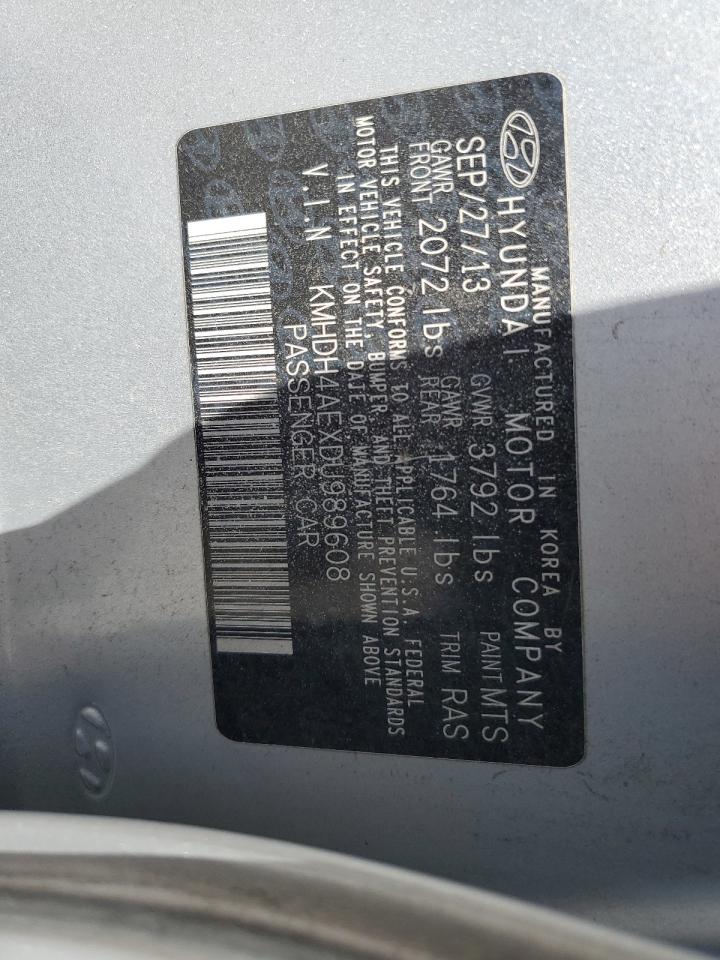 MANUFACTURED IN KOREA BY
HYUNDAI MOTOR COMPANY
SEP/27/13 GVWR 3792 lbs PAINT MTS
GAWR FRONT 2072 lbs GAWR REAR 1764 lbs TRIM RAS
THIS VEHICLE CONFORMS TO ALL APPLICABLE U.S.A. FEDERAL
MOTOR VEHICLE SAFETY, BUMPER AND THEFT PREVENTION STANDARDS
IN EFFECT ON THE DATE OF MANUFACTURE SHOWN ABOVE
V.I.N KMHDH4AEXDU989608
PASSENGER CAR